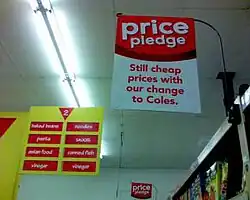 price
pledge
Still cheap
prices with
our change
to Coles.
2
baked beans
noodles
pasta
sauces
asian food
canned fish
vinegar
vinegar
price
pledge